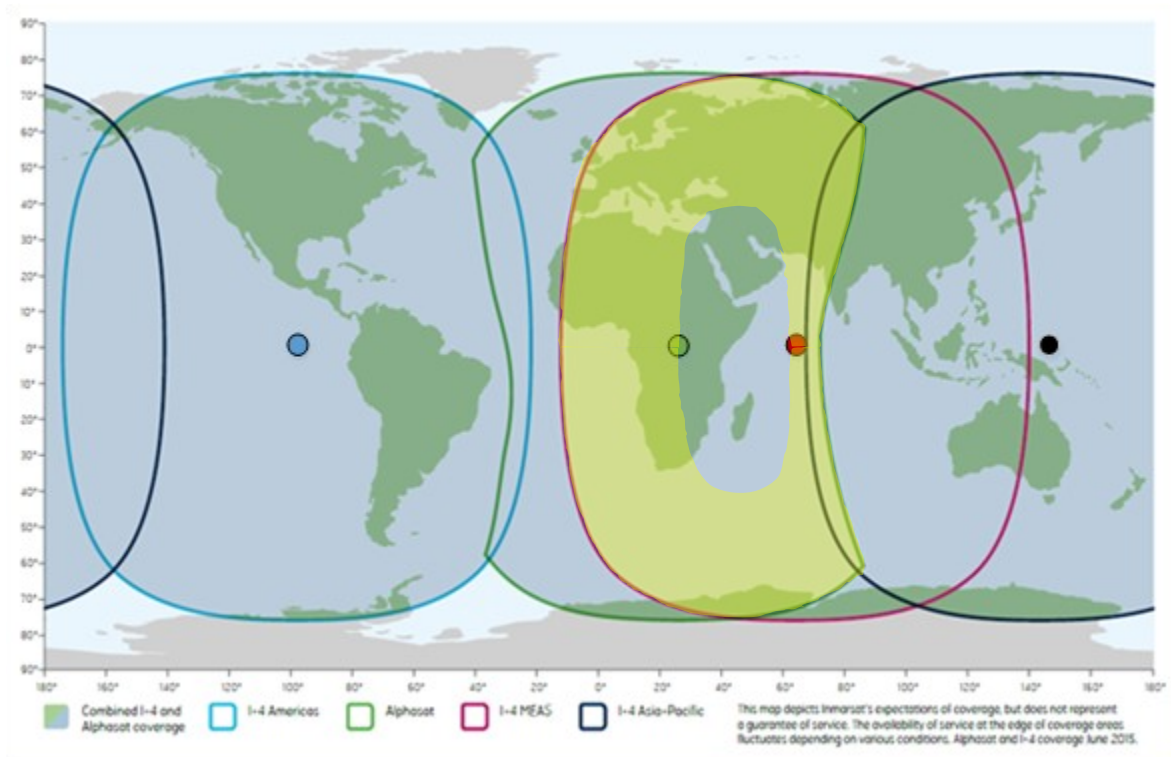 90°
80°
70°
60°
50°
40°
30°
20°
10°
0°
10°
20°
30°
40°
50°
60°
70°
80°
90°
180° 160° 140° 120° 100° 80° 60° 40° 20° 0° 20° 40° 60° 80° 100° 120° 140° 160° 180°
Combined I-4 and
Alphasat coverage
I-4 Americas
Alphasat
I-4 MEAS
I-4 Asia-Pacific
This map depicts Inmarsat's expectations of coverage, but does not represent
a guarantee of service. The availability of service at the edge of coverage areas
fluctuates depending on various conditions. Alphasat and I-4 coverage June 2015.